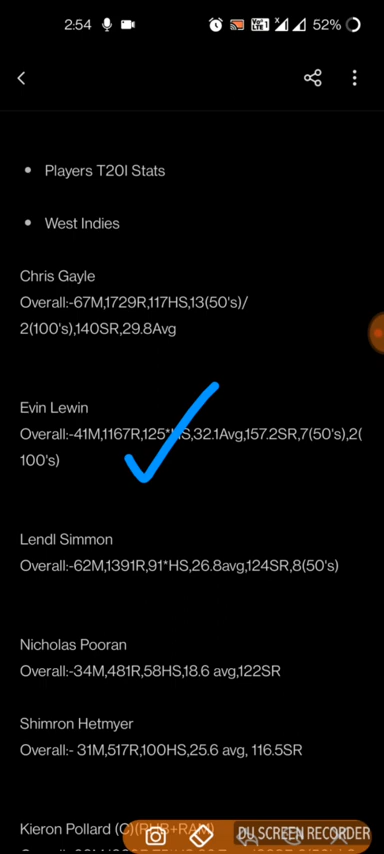 2:54 52%
Players T20I Stats
West Indies
Chris Gayle
Overall:-67M,1729R,117HS,13(50's)/
2(100's),140SR,29.8Avg
Evin Lewin
Overall:-41M,1167R,125*HS,32.1Avg,157.2SR,7(50's),2(
100's)
Lendl Simmon
Overall:-62M,1391R,91*HS,26.8avg,124SR,8(50's)
Nicholas Pooran
Overall:-34M,481R,58HS,18.6 avg,122SR
Shimron Hetmyer
Overall:- 31M,517R,100HS,25.6 avg, 116.5SR
Kieron Pollard (C)(RHB+RAM)
DU SCREEN RECORDER